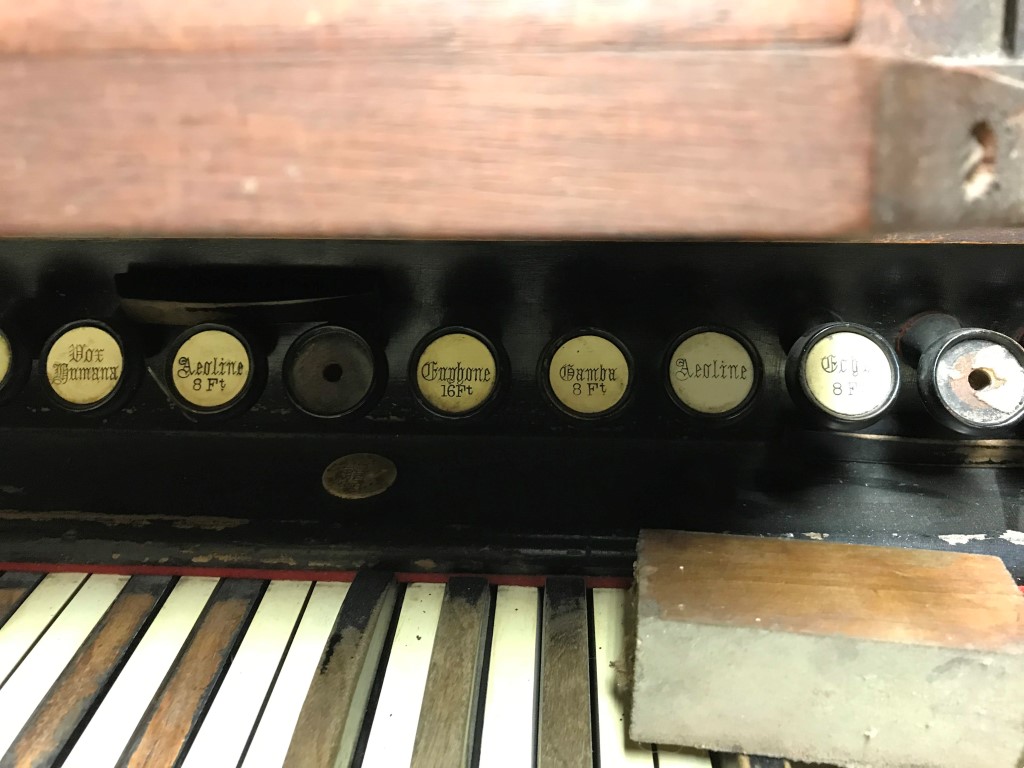 Vox
Humana
Aeoline
8 Ft
Euphone
16Ft
Gamba
8 Ft
Aeoline
8 F